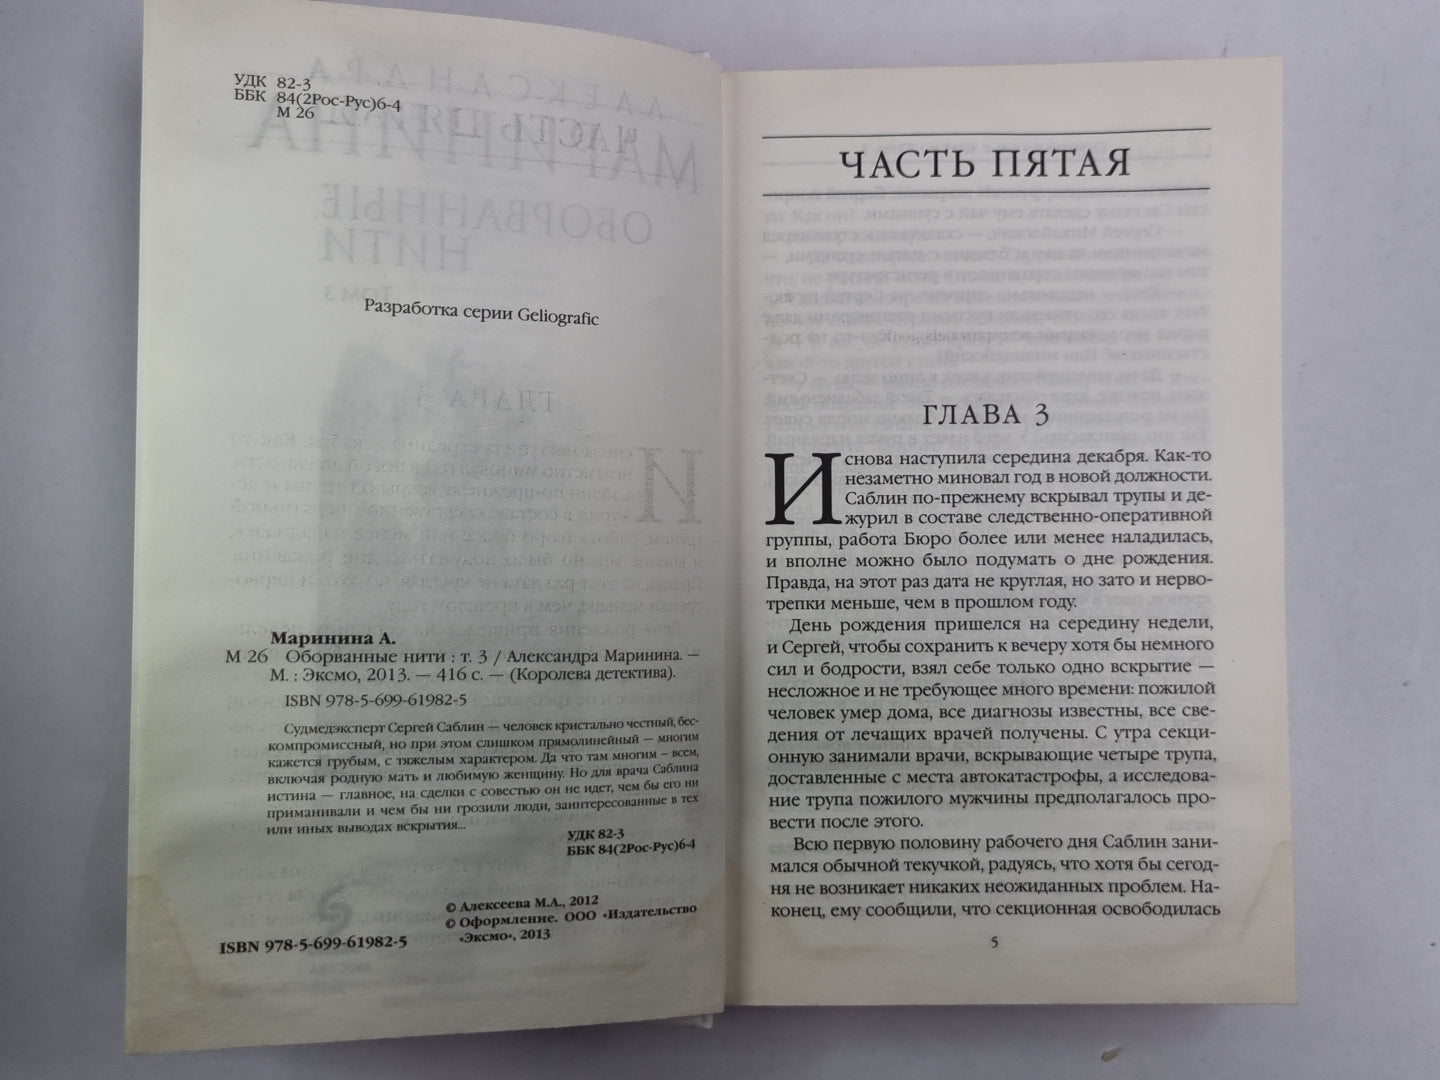 УДК 82-3
ББК 84(2Рос-Рус)6-4
М 26
Разработка серии Geliografic
Маринина А.
М 26 Оборванные нити : т. 3 / Александра Маринина. —
М. : Эксмо, 2013. — 416 с. — (Королева детектива).
ISBN 978-5-699-61982-5
Судмедэксперт Сергей Саблин — человек кристально честный, бес-
компромиссный, но при этом слишком прямолинейный — многим
кажется грубым, с тяжелым характером. Да что там многим – всем,
включая родную мать и любимую женщину. Но для врача Саблина
истина — главное, на сделки с совестью он не идет, чем бы его ни
приманивали и чем бы ни грозили люди, заинтересованные в тех
или иных выводах вскрытия...
УДК 82-3
ББК 84(2Рос-Рус)6-4
© Алексеева М.А., 2012
© Оформление. ООО «Издательство
«Эксмо», 2013
ISBN 978-5-699-61982-5
ЧАСТЬ ПЯТАЯ
ГЛАВА 3
И снова наступила середина декабря. Как-то
незаметно миновал год в новой должности.
Саблин по-прежнему вскрывал трупы и де-
журил в составе следственно-оперативной
группы, работа Бюро более или менее наладилась,
и вполне можно было подумать о дне рождения.
Правда, на этот раз дата не круглая, но зато и нерво-
трепки меньше, чем в прошлом году.
День рождения пришелся на середину недели,
и Сергей, чтобы сохранить к вечеру хотя бы немного
сил и бодрости, взял себе только одно вскрытие —
несложное и не требующее много времени: пожилой
человек умер дома, все диагнозы известны, все све-
дения от лечащих врачей получены. С утра секци-
онную занимали врачи, вскрывающие четыре трупа,
доставленные с места автокатастрофы, а исследова-
ние трупа пожилого мужчины предполагалось про-
вести после этого.
Всю первую половину рабочего дня Саблин зани-
мался обычной текучкой, радуясь, что хотя бы сегод-
ня не возникает никаких неожиданных проблем. На-
конец, ему сообщили, что секционная освободилась
5